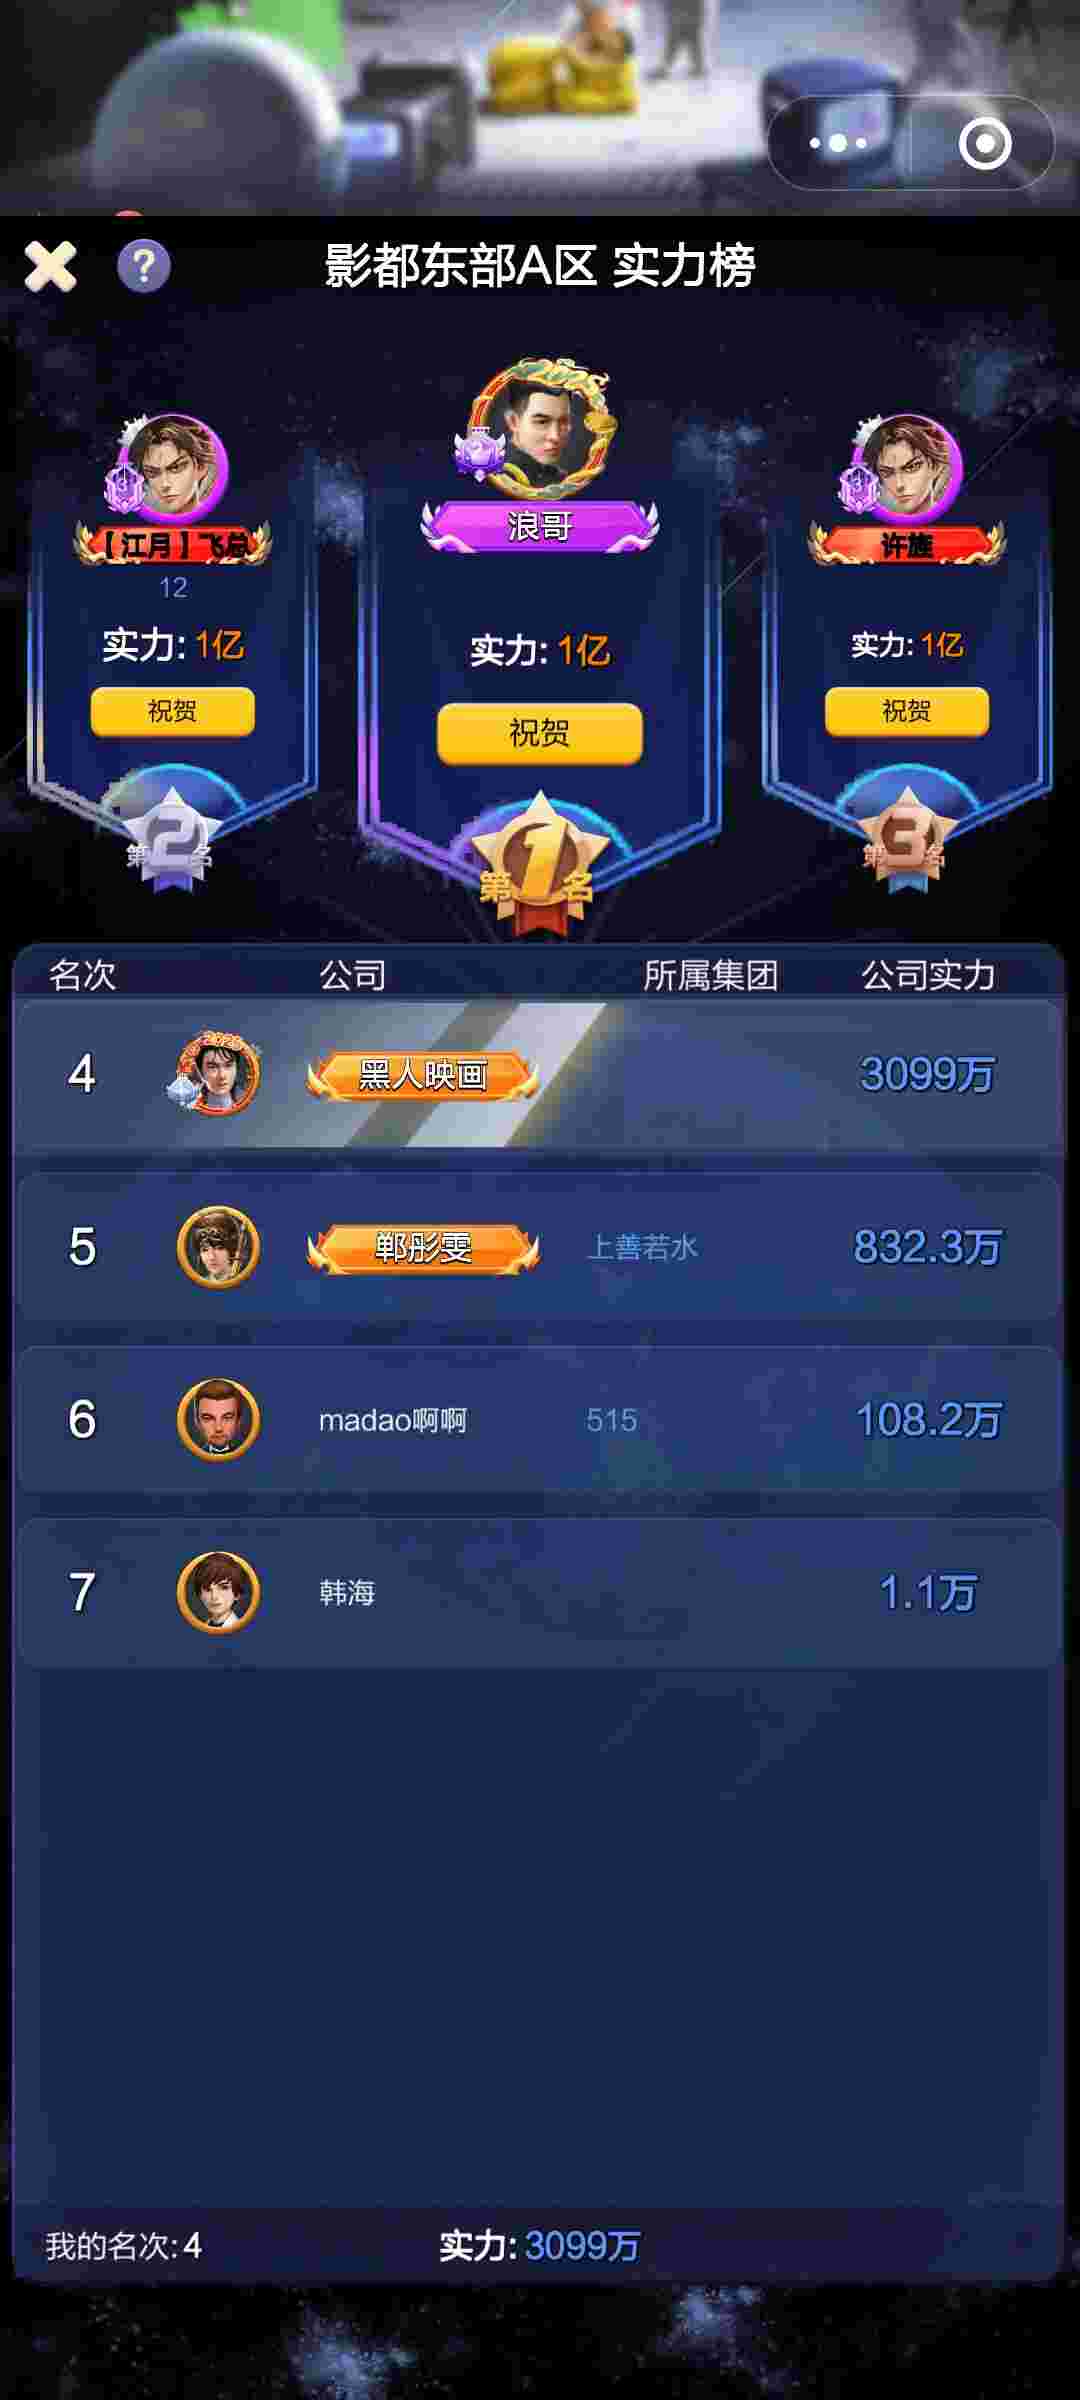 影都东部A区 实力榜
2025
浪哥
【江月】飞总
许旌
12
实力: 1亿
实力: 1亿
实力: 1亿
祝贺
祝贺
祝贺
第2名
第1名
第3名
名次 公司 所属集团 公司实力
4 黑人映画 3099万
5 郸彤雯 上善若水 832.3万
6 madao啊啊 515 108.2万
7 韩海 1.1万
我的名次: 4 实力: 3099万